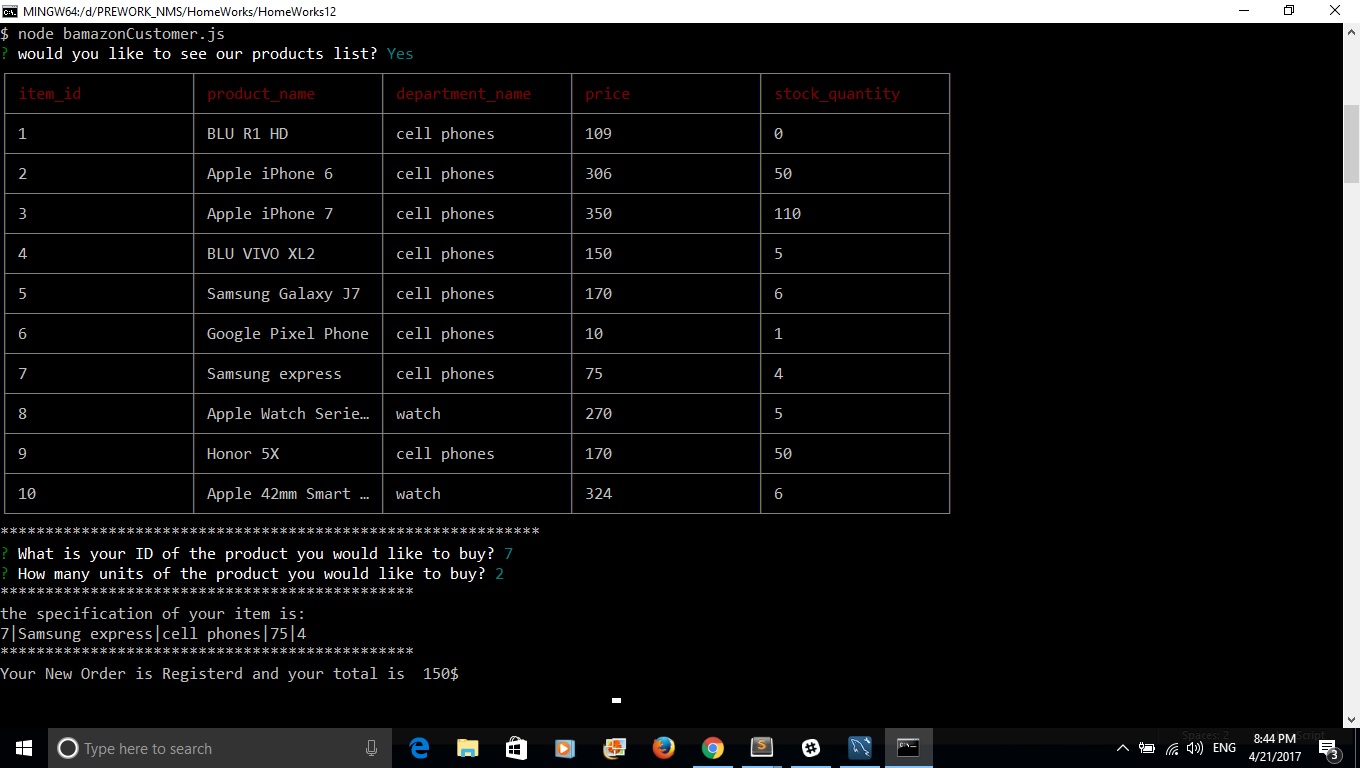 MINGW64:/d/PREWORK_NMS/HomeWorks/HomeWorks12
$ node bamazonCustomer.js
? would you like to see our products list? Yes
item_id product_name department_name price stock_quantity
1 BLU R1 HD cell phones 109 0
2 Apple iPhone 6 cell phones 306 50
3 Apple iPhone 7 cell phones 350 110
4 BLU VIVO XL2 cell phones 150 5
5 Samsung Galaxy J7 cell phones 170 6
6 Google Pixel Phone cell phones 10 1
7 Samsung express cell phones 75 4
8 Apple Watch Serie… watch 270 5
9 Honor 5X cell phones 170 50
10 Apple 42mm Smart … watch 324 6
************************************************************
? What is your ID of the product you would like to buy? 7
? How many units of the product you would like to buy? 2
**********************************************
the specification of your item is:
7|Samsung express|cell phones|75|4
**********************************************
Your New Order is Registerd and your total is  150$
Type here to search
Spaces: 2
ENG
8:44 PM
4/21/2017
3